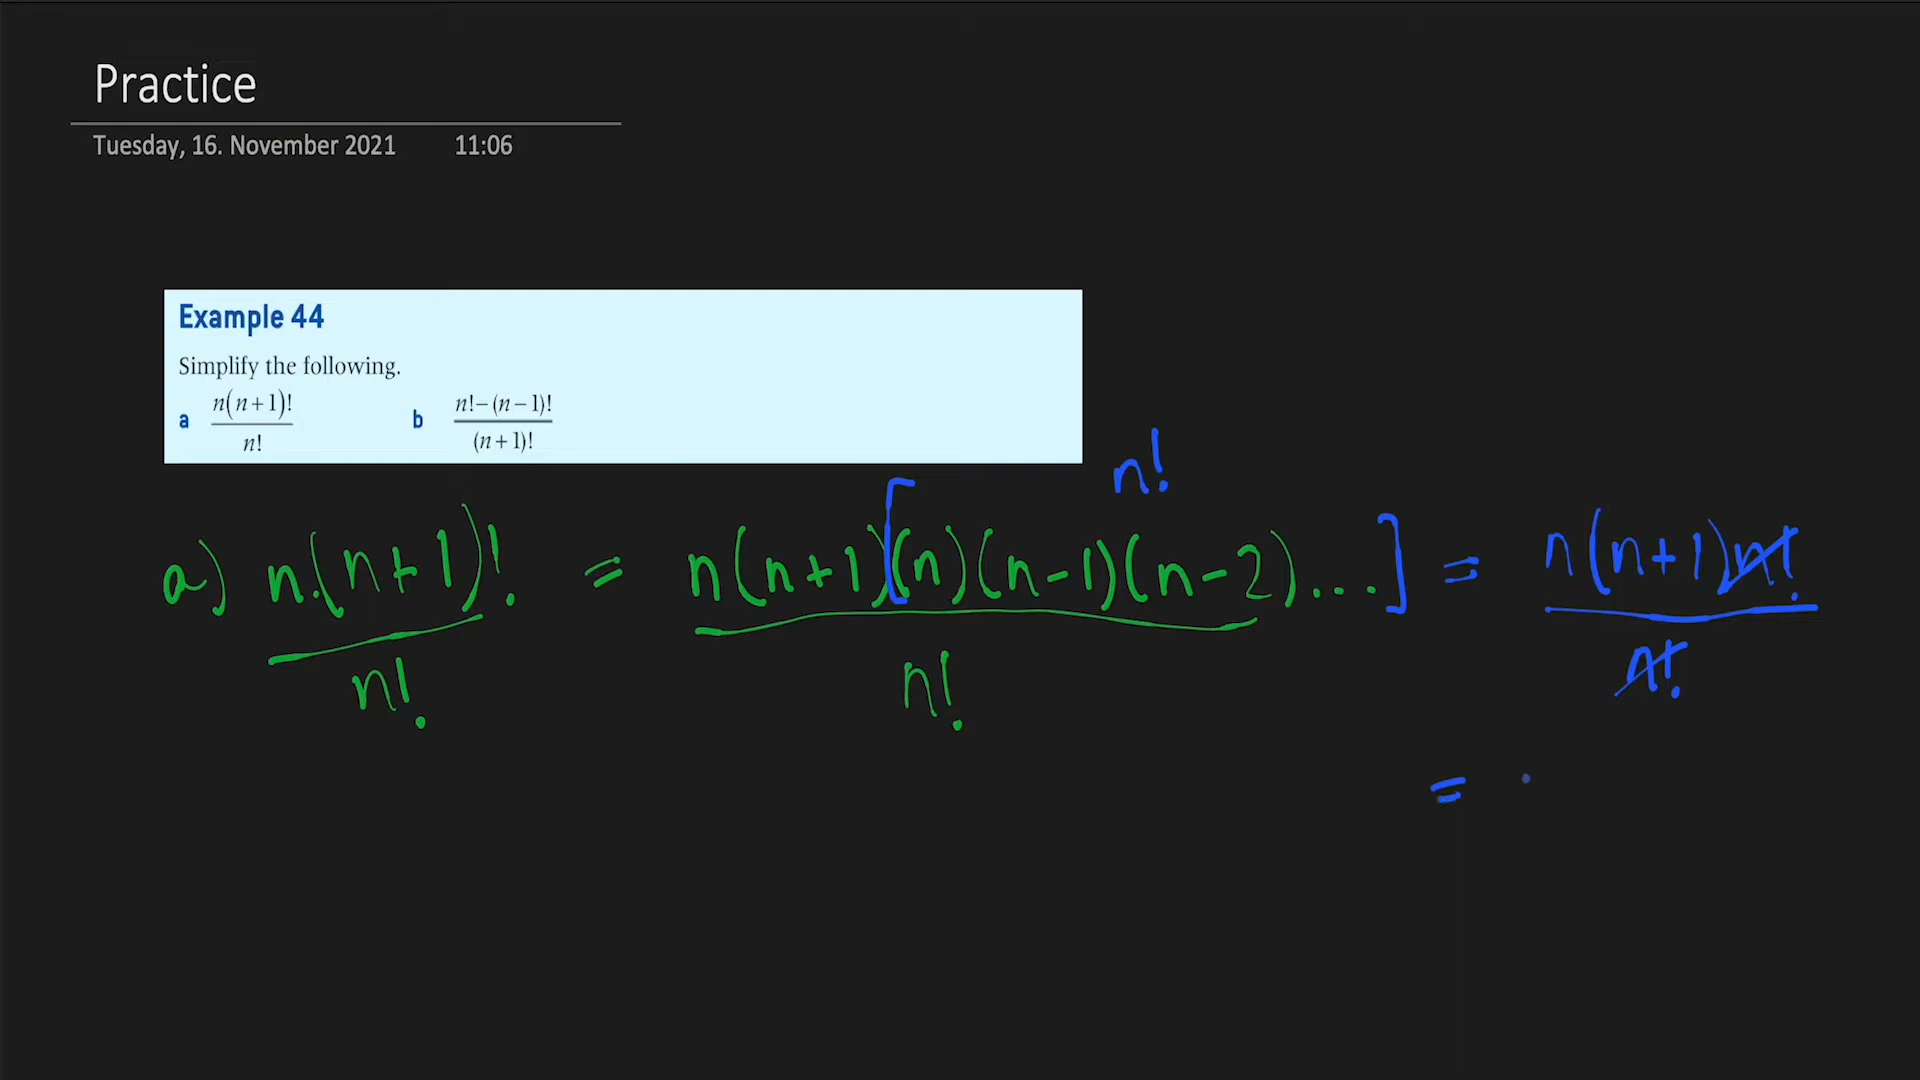 Practice
Tuesday, 16. November 2021 11:06
Example 44
Simplify the following.
a n(n+1)!/n! b n!-(n-1)!/(n+1)!
n!
a) n.(n+1)!/n! = n(n+1)[(n)(n-1)(n-2)...]/n! = n(n+1)n!/n!
=